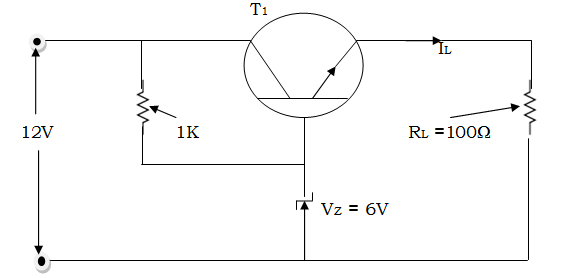 T1
IL
12V
1K
RL =100Ω
Vz = 6V